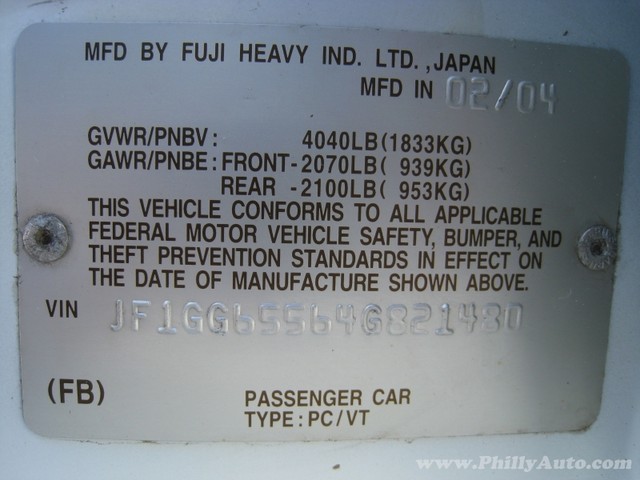 MFD BY FUJI HEAVY IND. LTD., JAPAN
MFD IN 02/04
GVWR/PNBV: 4040LB(1833KG)
GAWR/PNBE: FRONT-2070LB( 939KG)
REAR -2100LB( 953KG)
THIS VEHICLE CONFORMS TO ALL APPLICABLE
FEDERAL MOTOR VEHICLE SAFETY, BUMPER, AND
THEFT PREVENTION STANDARDS IN EFFECT ON
THE DATE OF MANUFACTURE SHOWN ABOVE.
VIN JF1GG65564G821480
(FB) PASSENGER CAR
TYPE: PC/VT
www.PhillyAuto.com